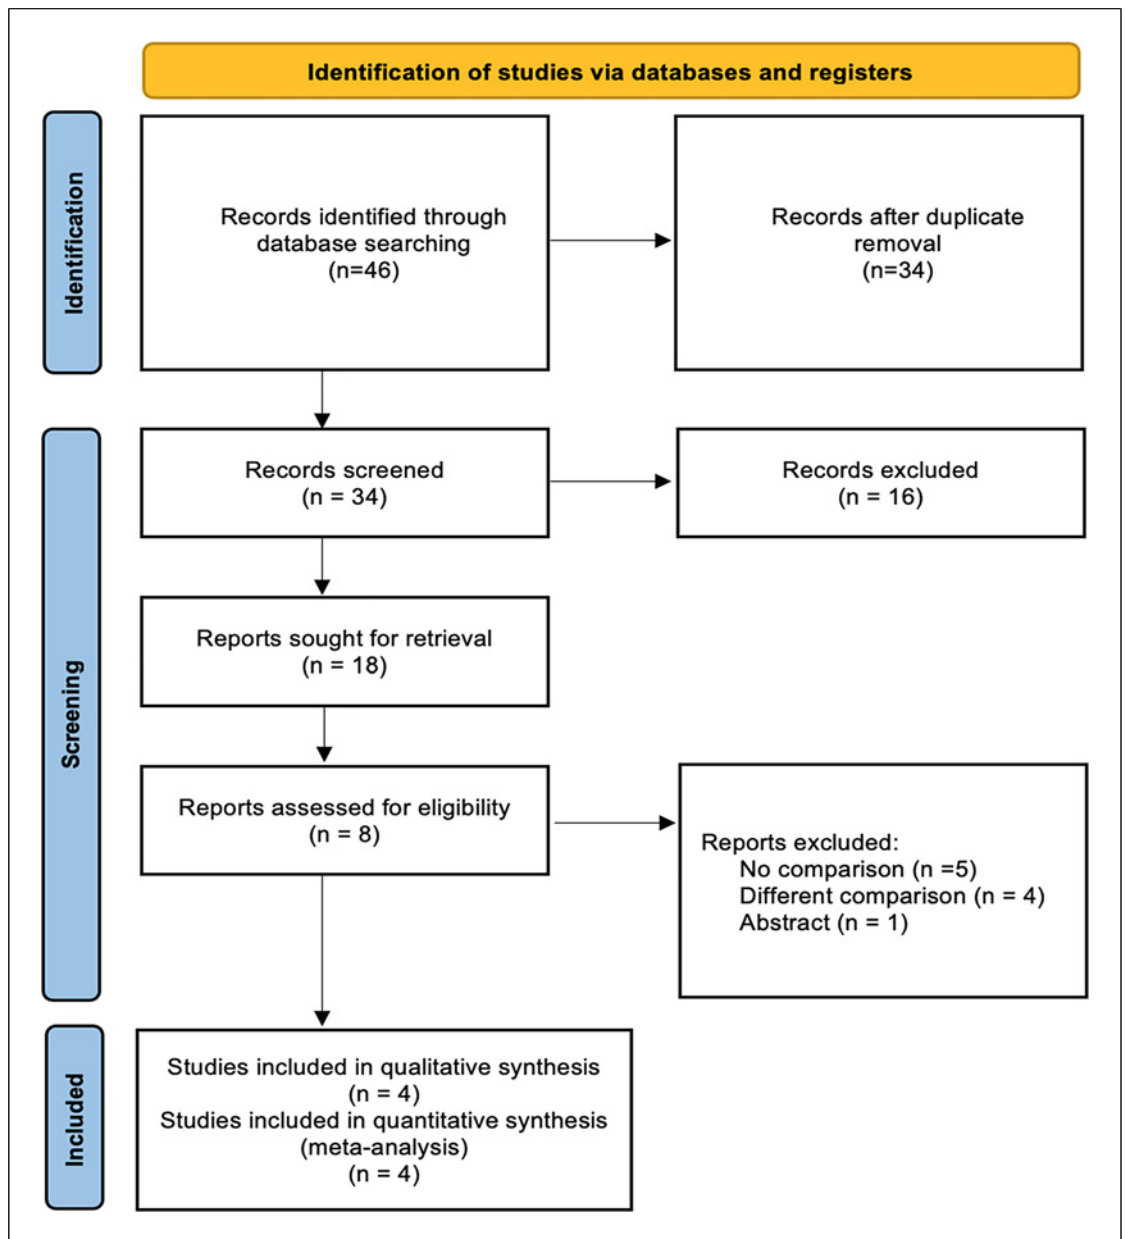 Identification of studies via databases and registers
Identification
Records identified through
database searching
(n=46)
Records after duplicate
removal
(n=34)
Screening
Records screened
(n = 34)
Records excluded
(n = 16)
Reports sought for retrieval
(n = 18)
Reports assessed for eligibility
(n = 8)
Reports excluded:
No comparison (n =5)
Different comparison (n = 4)
Abstract (n = 1)
Included
Studies included in qualitative synthesis
(n = 4)
Studies included in quantitative synthesis
(meta-analysis)
(n = 4)